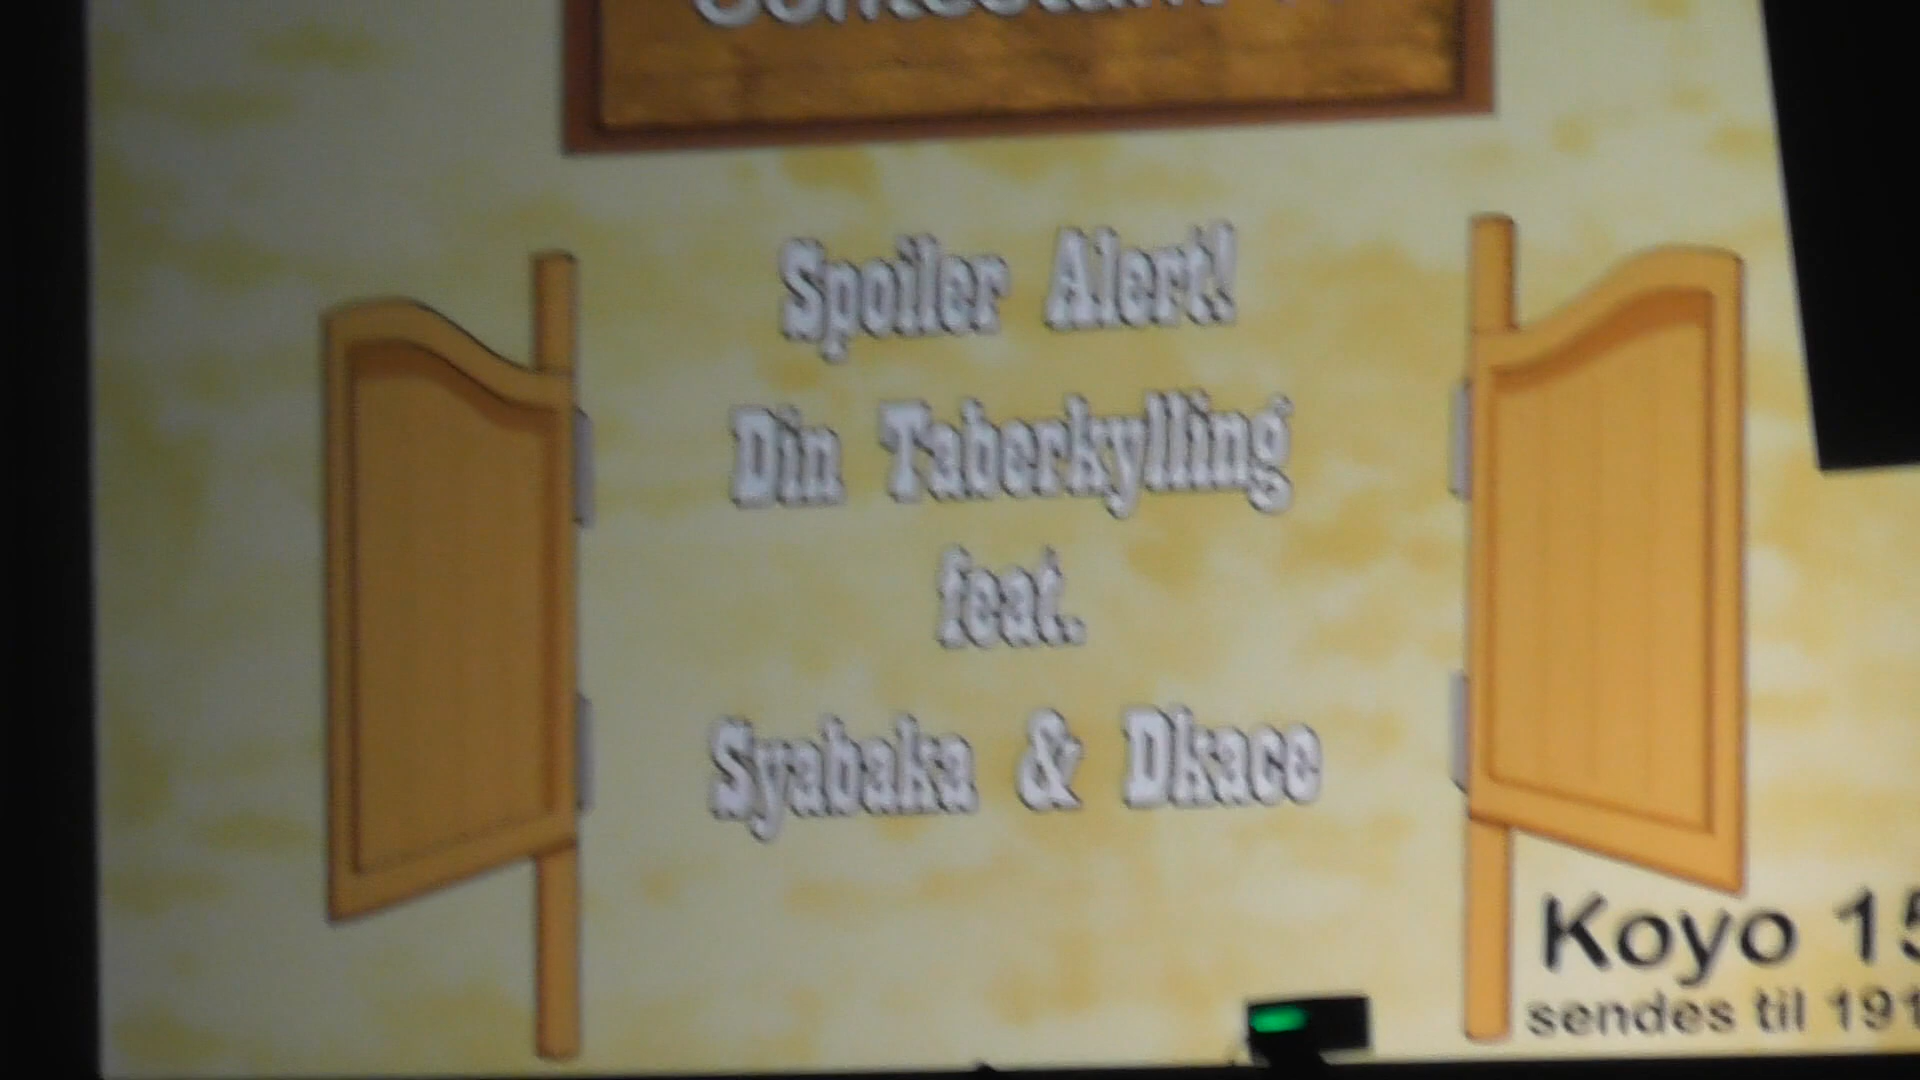 Spoiler Alert!
Din Taberkylling
feat.
Syabaka & Dkace
Koyo 15
sendes til 191